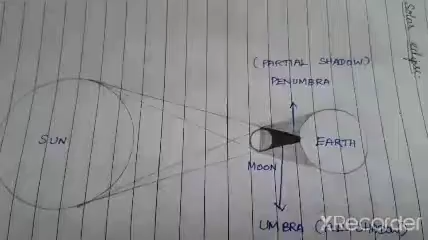 Solar eclipse
(PARTIAL SHADOW)
PENUMBRA
SUN
EARTH
MOON
UMBRA
XRecorder